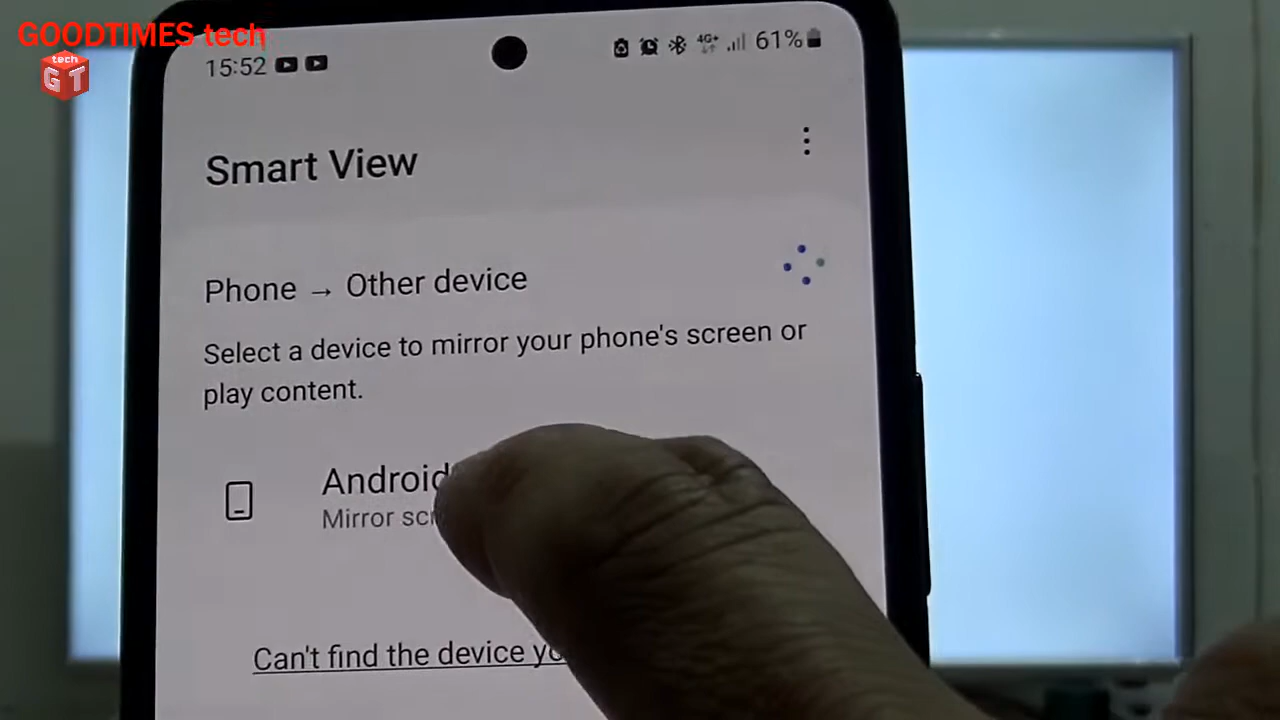 GOODTIMES tech
tech
GT
15:52
4G+ 61%
Smart View
Phone → Other device
Select a device to mirror your phone's screen or
play content.
Android
Mirror
Can't find the device